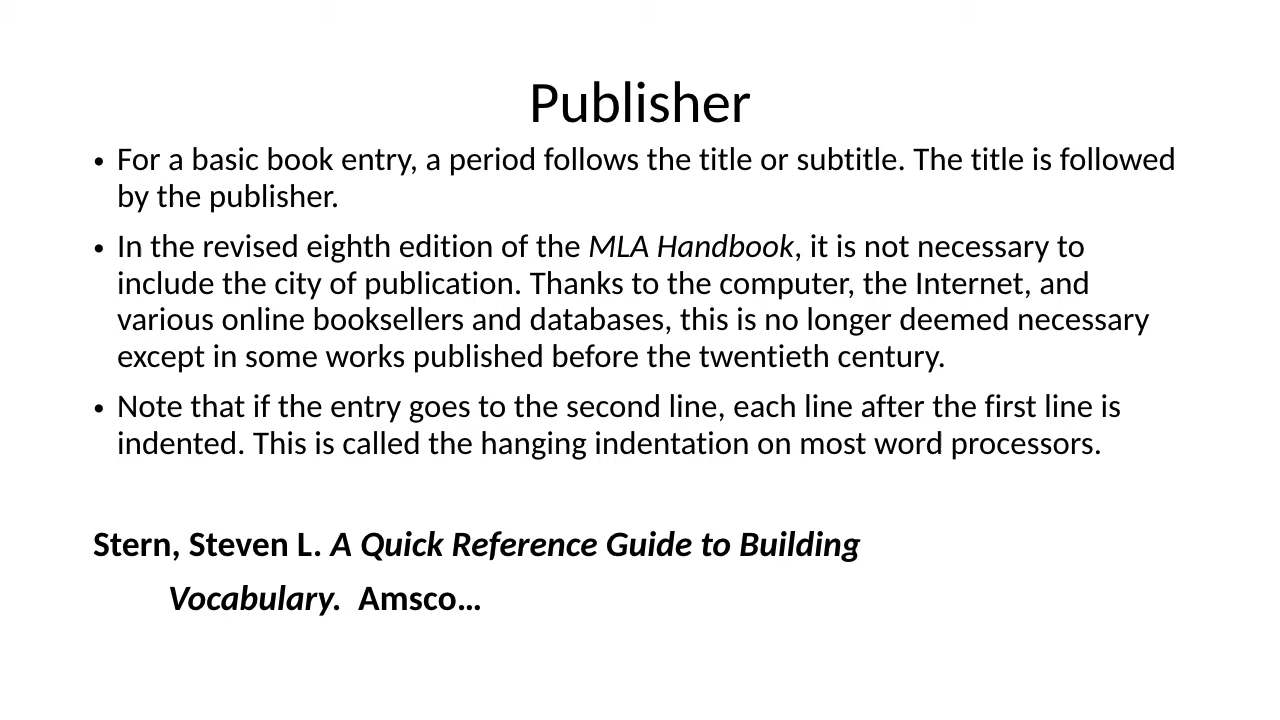 Publisher
• For a basic book entry, a period follows the title or subtitle. The title is followed
by the publisher.
• In the revised eighth edition of the MLA Handbook, it is not necessary to
include the city of publication. Thanks to the computer, the Internet, and
various online booksellers and databases, this is no longer deemed necessary
except in some works published before the twentieth century.
• Note that if the entry goes to the second line, each line after the first line is
indented. This is called the hanging indentation on most word processors.
Stern, Steven L. A Quick Reference Guide to Building
Vocabulary.  Amsco…